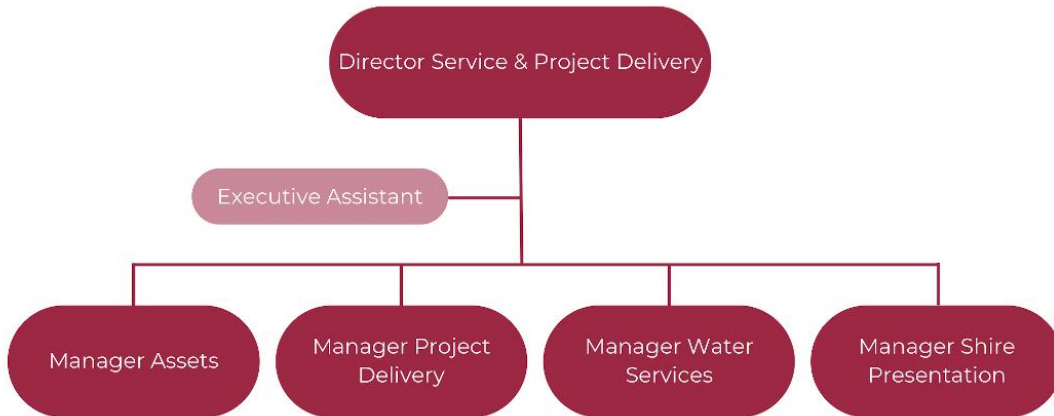 Director Service & Project Delivery
Executive Assistant
Manager Assets
Manager Project
Delivery
Manager Water
Services
Manager Shire
Presentation